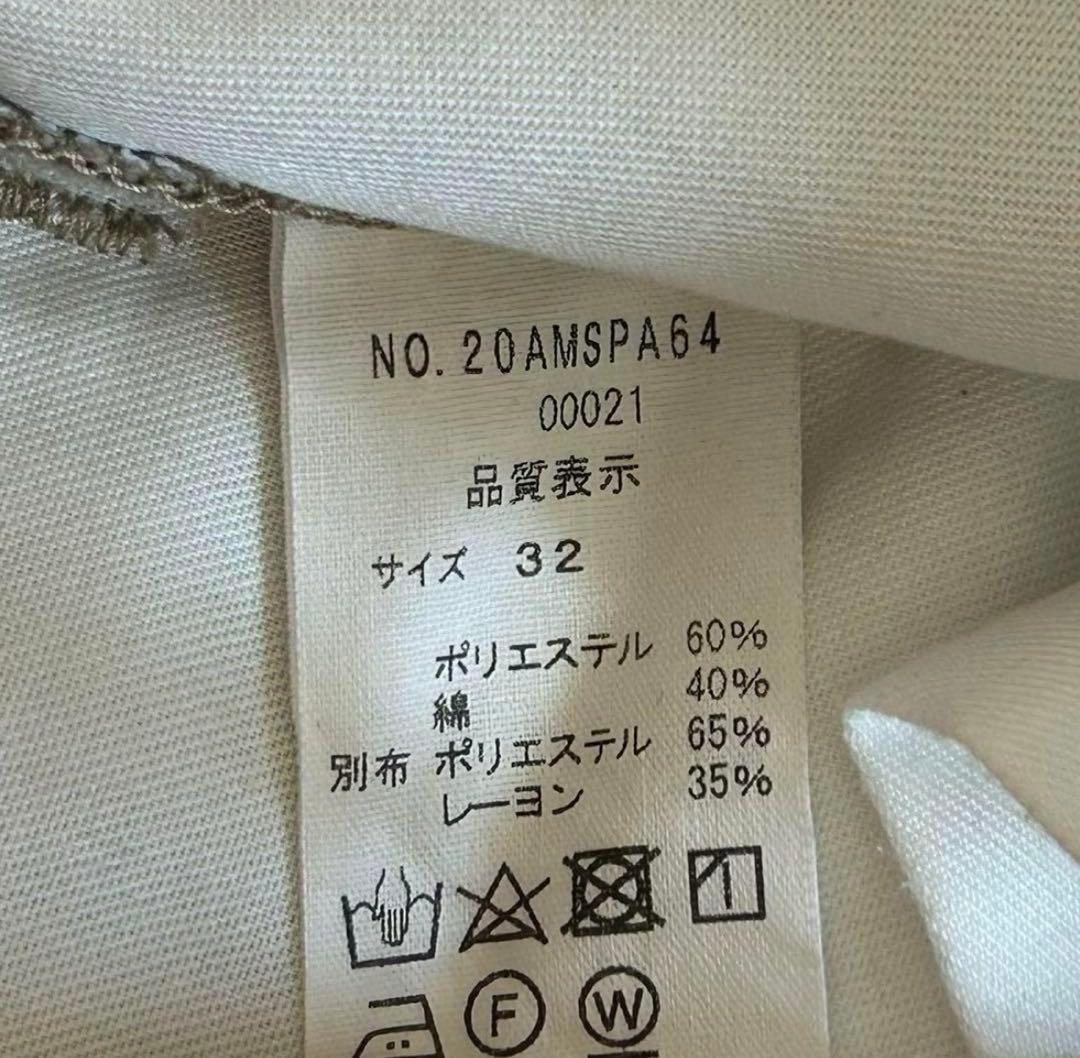 NO. 20AMSPA64
00021
品質表示
サイズ 32
ポリエステル 60%
綿 40%
別布 ポリエステル 65%
レーヨン 35%
F W